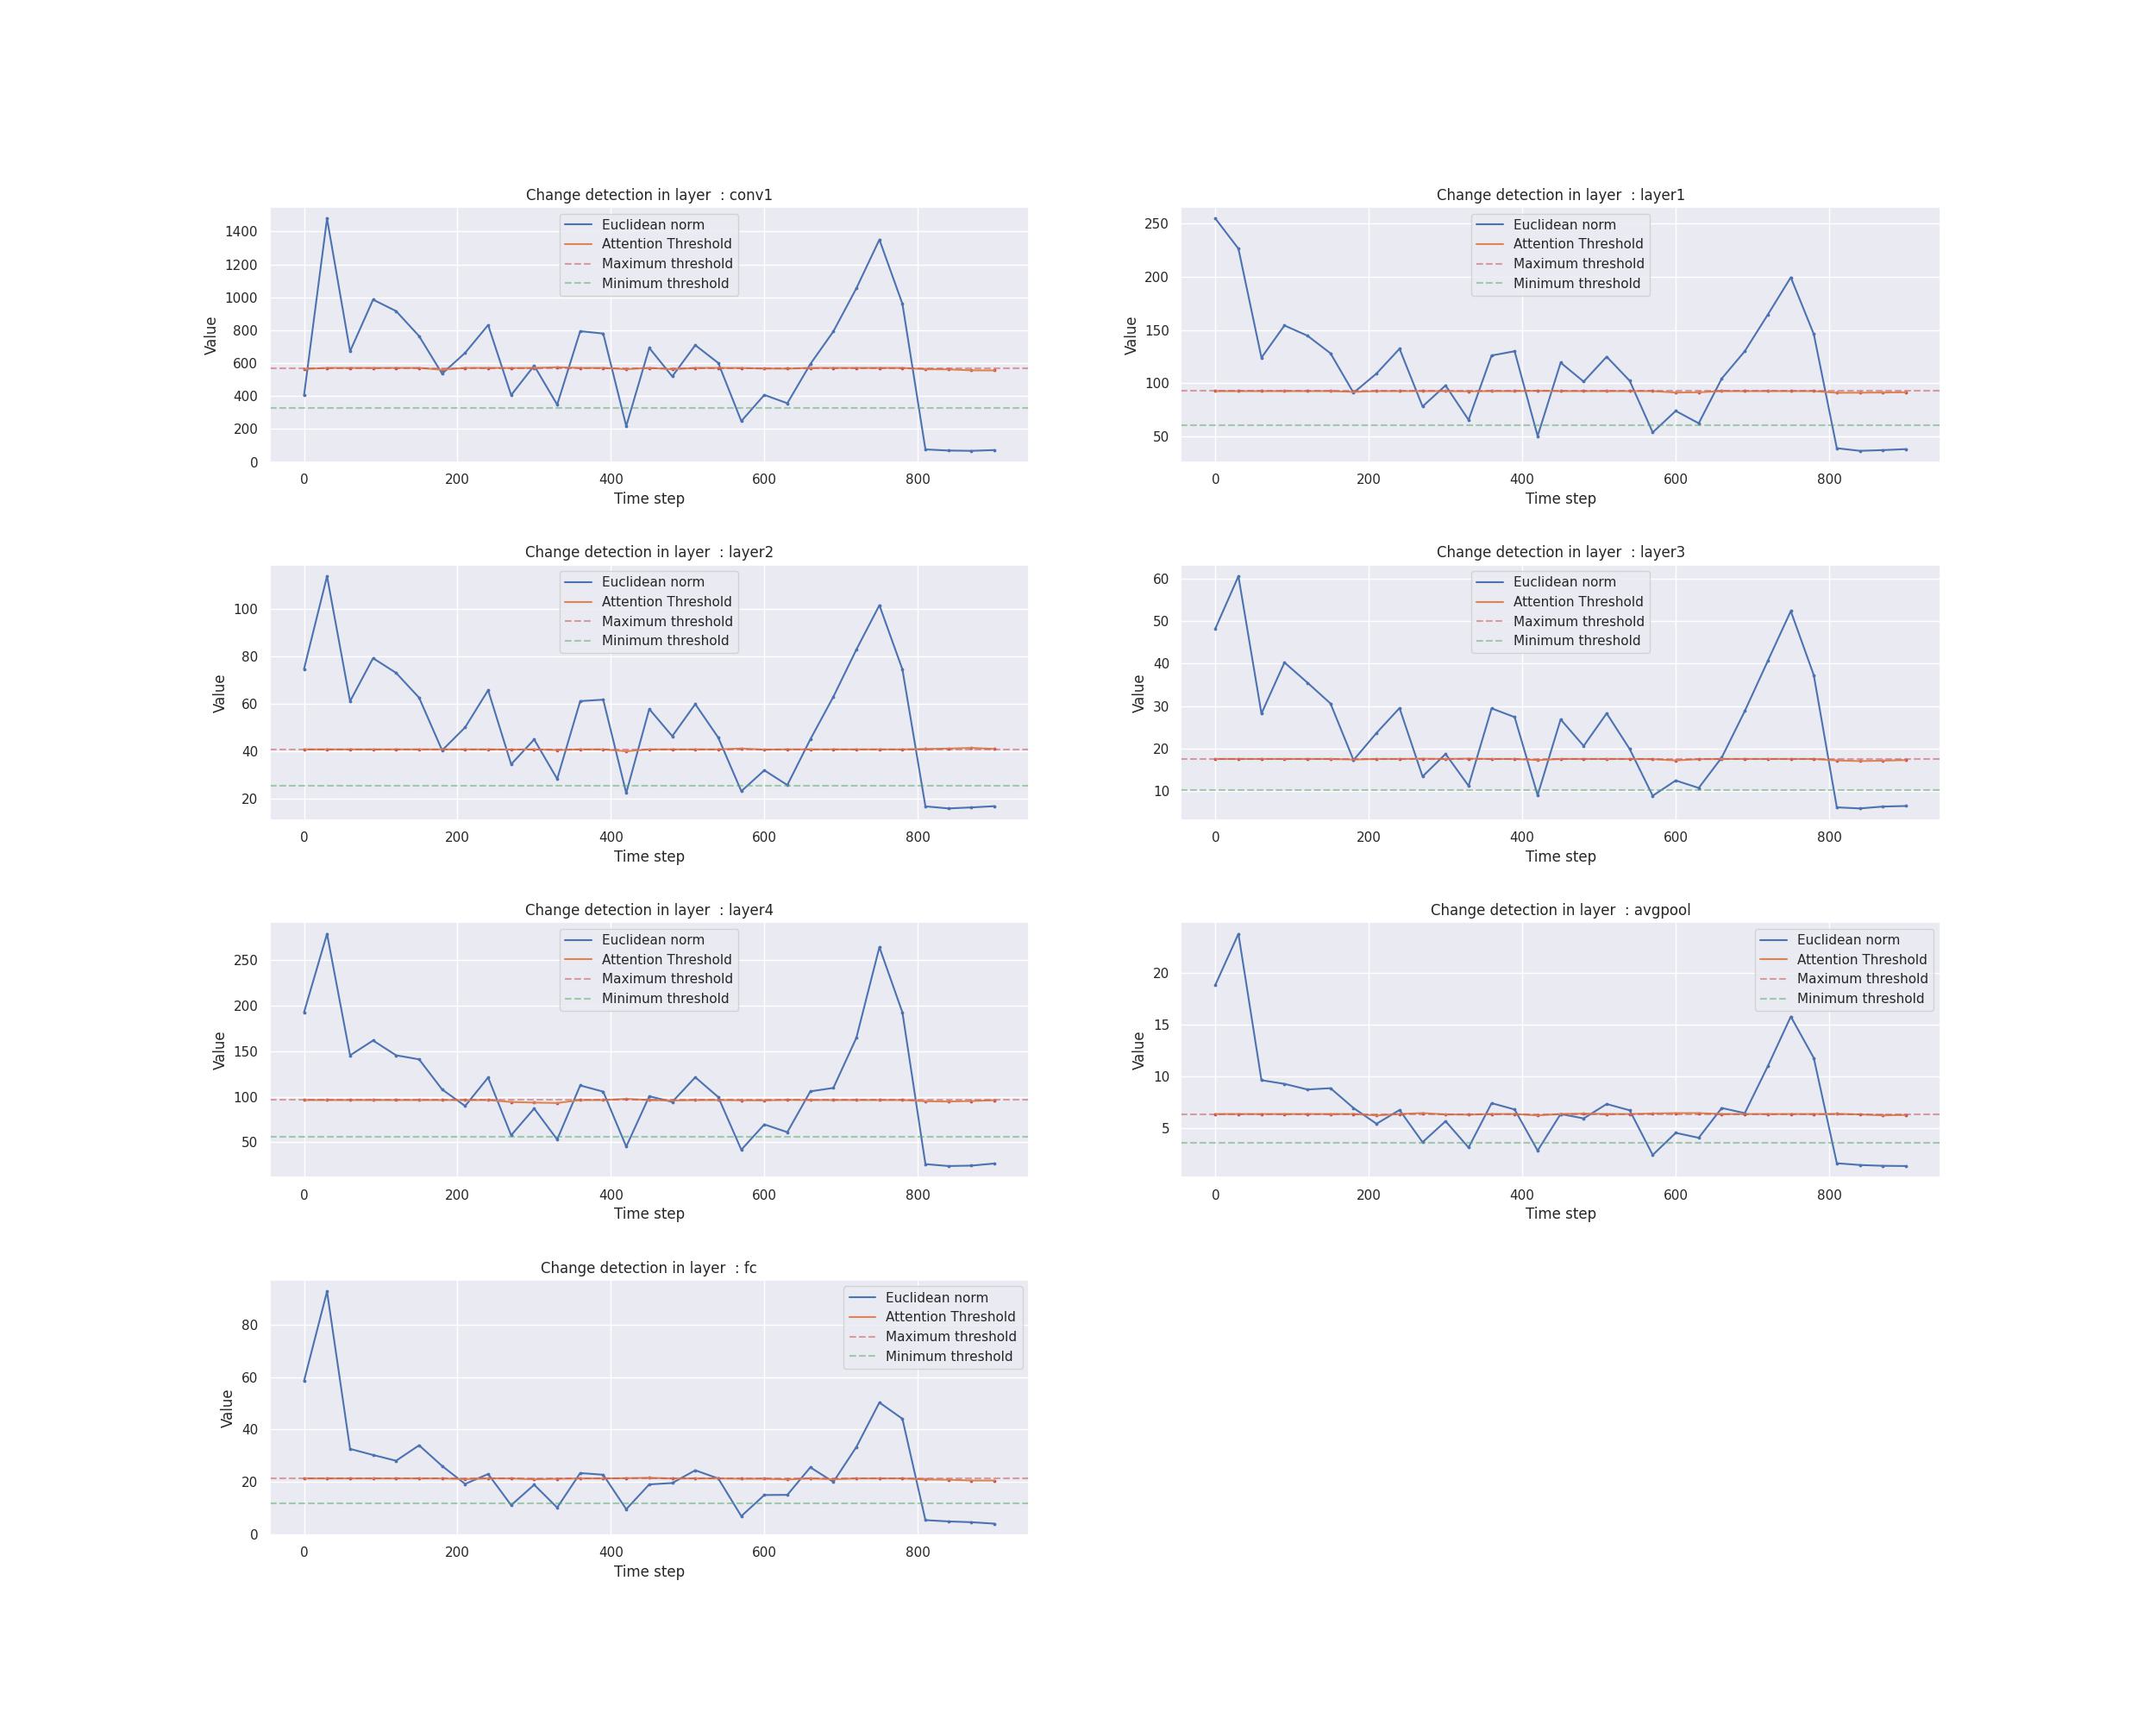 Change detection in layer  : conv1
Value
1400
1200
1000
800
600
400
200
0
Euclidean norm
Attention Threshold
Maximum threshold
Minimum threshold
0 200 400 600 800
Time step
Change detection in layer  : layer1
Value
250
200
150
100
50
Euclidean norm
Attention Threshold
Maximum threshold
Minimum threshold
0 200 400 600 800
Time step
Change detection in layer  : layer2
Value
100
80
60
40
20
Euclidean norm
Attention Threshold
Maximum threshold
Minimum threshold
0 200 400 600 800
Time step
Change detection in layer  : layer3
Value
60
50
40
30
20
10
Euclidean norm
Attention Threshold
Maximum threshold
Minimum threshold
0 200 400 600 800
Time step
Change detection in layer  : layer4
Value
250
200
150
100
50
Euclidean norm
Attention Threshold
Maximum threshold
Minimum threshold
0 200 400 600 800
Time step
Change detection in layer  : avgpool
Value
20
15
10
5
Euclidean norm
Attention Threshold
Maximum threshold
Minimum threshold
0 200 400 600 800
Time step
Change detection in layer  : fc
Value
80
60
40
20
0
Euclidean norm
Attention Threshold
Maximum threshold
Minimum threshold
0 200 400 600 800
Time step